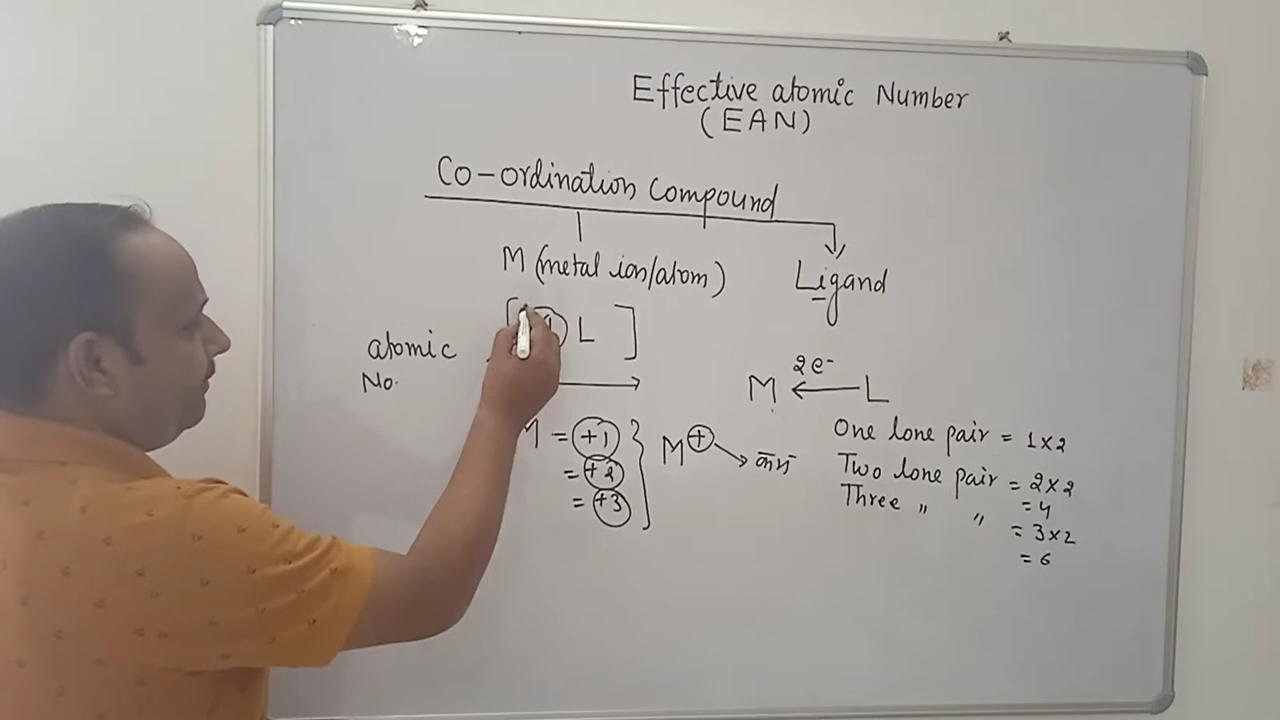 Effective atomic Number
(EAN)
Co-ordination Compound
M (metal ion/atom)
Ligand
[ L ]
atomic
No.
M ← 2e⁻ L
M = +1
= +2
= +3
M⁺ → कम
One lone pair = 1×2
Two lone pair = 2×2
= 4
Three " " = 3×2
= 6